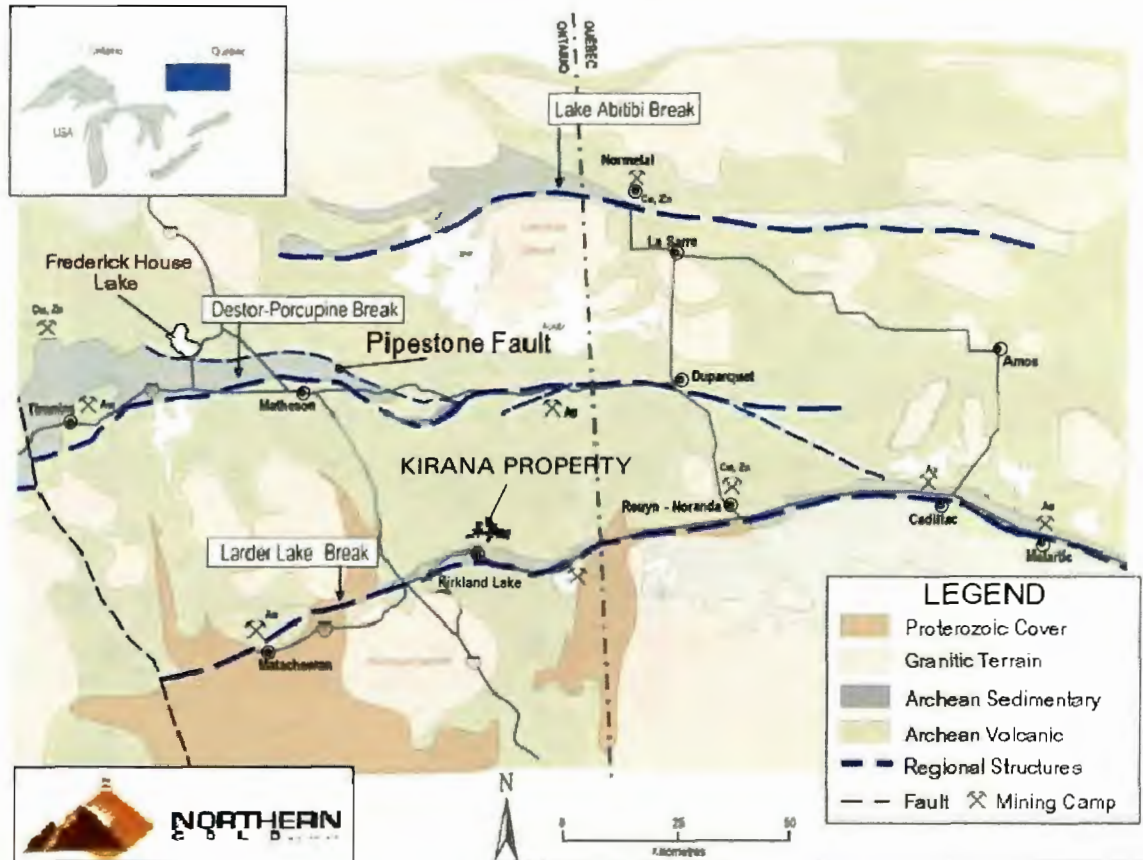 Ontario
Quebec
USA
ONTARIO
QUEBEC
Lake Abitibi Break
Normetal
Cu, Zn
La Sarre
Frederick House
Lake
Destor-Porcupine Break
Cu, Zn
Pipestone Fault
Amos
Duparquet
Timmins
Au
Matheson
Au
KIRANA PROPERTY
Cu, Zn
Rouyn - Noranda
Cadillac
Au
Malartic
Larder Lake Break
Kirkland Lake
Au
Matachewan
LEGEND
Proterozoic Cover
Granitic Terrain
Archean Sedimentary
Archean Volcanic
Regional Structures
Fault
Mining Camp
N
0 25 50
Kilometres
NORTHERN
GOLD